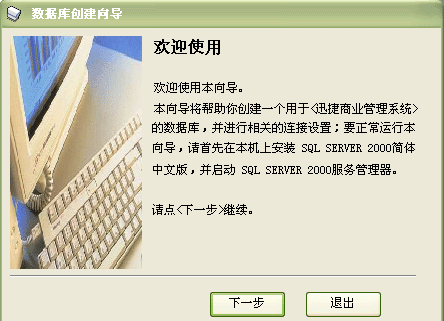 数据库创建向导
欢迎使用
欢迎使用本向导。
本向导将帮助你创建一个用于<迅捷商业管理系统>
的数据库，并进行相关的连接设置；要正常运行本
向导，请首先在本机上安装 SQL SERVER 2000简体
中文版，并启动 SQL SERVER 2000服务管理器。
请点<下一步>继续。
下一步
退出